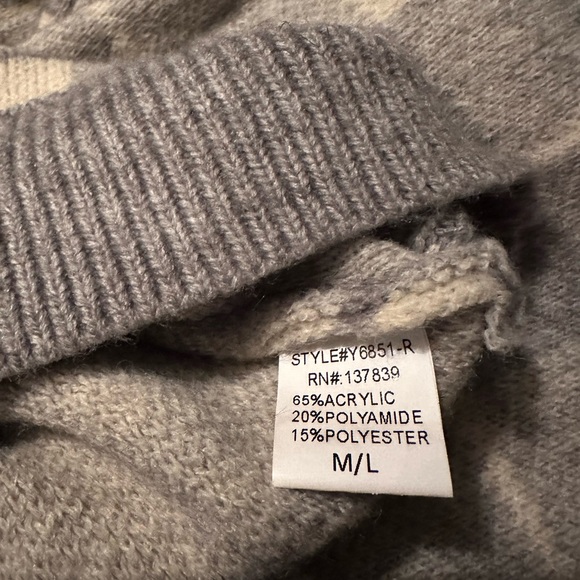 STYLE#Y6851-R
RN#:137839
65%ACRYLIC
20%POLYAMIDE
15%POLYESTER
M/L